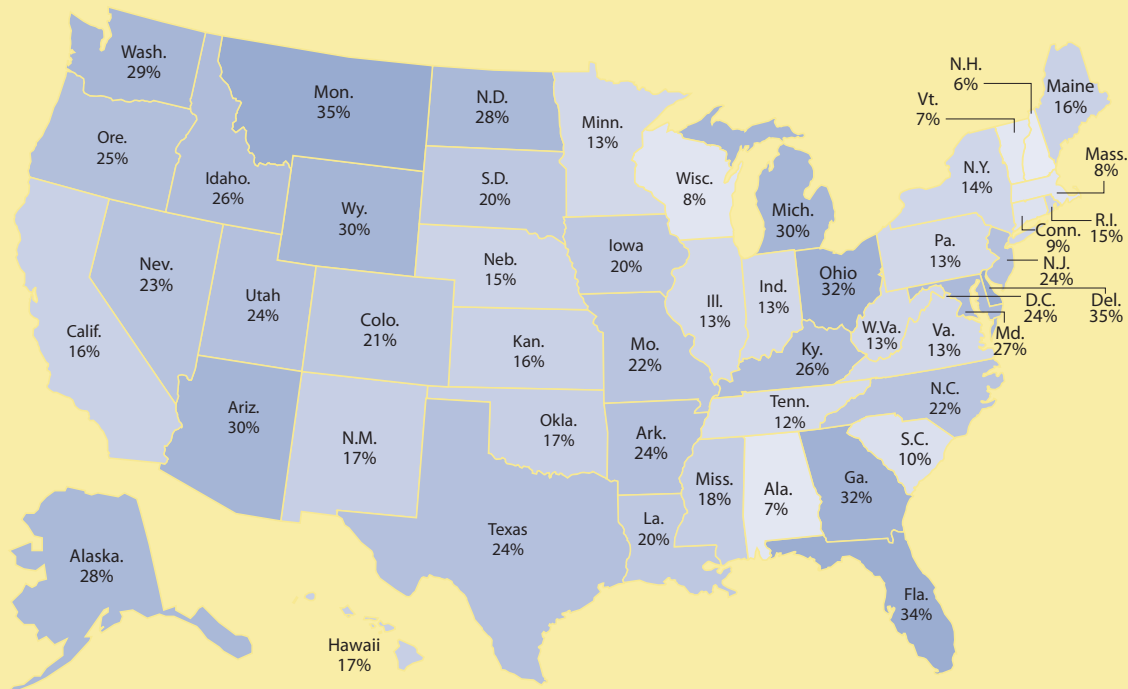 Wash.
29%
Ore.
25%
Idaho.
26%
Mon.
35%
Wy.
30%
N.D.
28%
S.D.
20%
Neb.
15%
Kan.
16%
Minn.
13%
Iowa
20%
Wisc.
8%
Mich.
30%
Calif.
16%
Nev.
23%
Utah
24%
Colo.
21%
Ariz.
30%
N.M.
17%
Okla.
17%
Texas
24%
Mo.
22%
Ark.
24%
La.
20%
Ill.
13%
Ind.
13%
Ohio
32%
Ky.
26%
Tenn.
12%
Miss.
18%
Ala.
7%
Ga.
32%
Fla.
34%
S.C.
10%
N.C.
22%
W.Va.
13%
Va.
13%
Pa.
13%
N.Y.
14%
Vt.
7%
N.H.
6%
Maine
16%
Mass.
8%
R.I.
15%
Conn.
9%
N.J.
24%
Del.
35%
D.C.
24%
Md.
27%
Alaska.
28%
Hawaii
17%